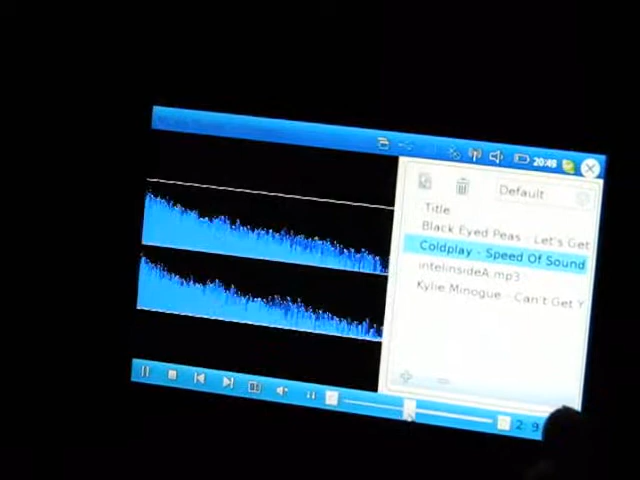 20:49
Default
Title
Black Eyed Peas - Let's Get
Coldplay - Speed Of Sound
intelinsideA.mp3
Kylie Minogue - Can't Get Y